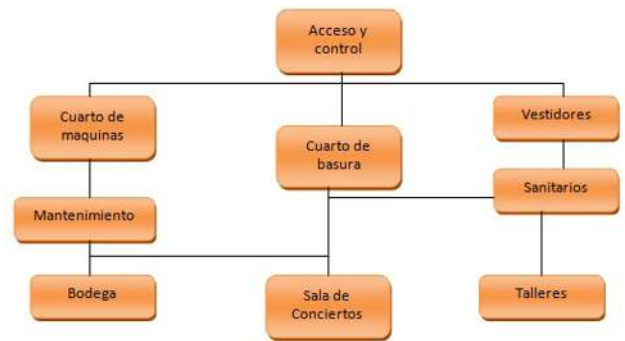 Acceso y
control
Cuarto de
maquinas
Cuarto de
basura
Vestidores
Mantenimiento
Sanitarios
Bodega
Sala de
Conciertos
Talleres